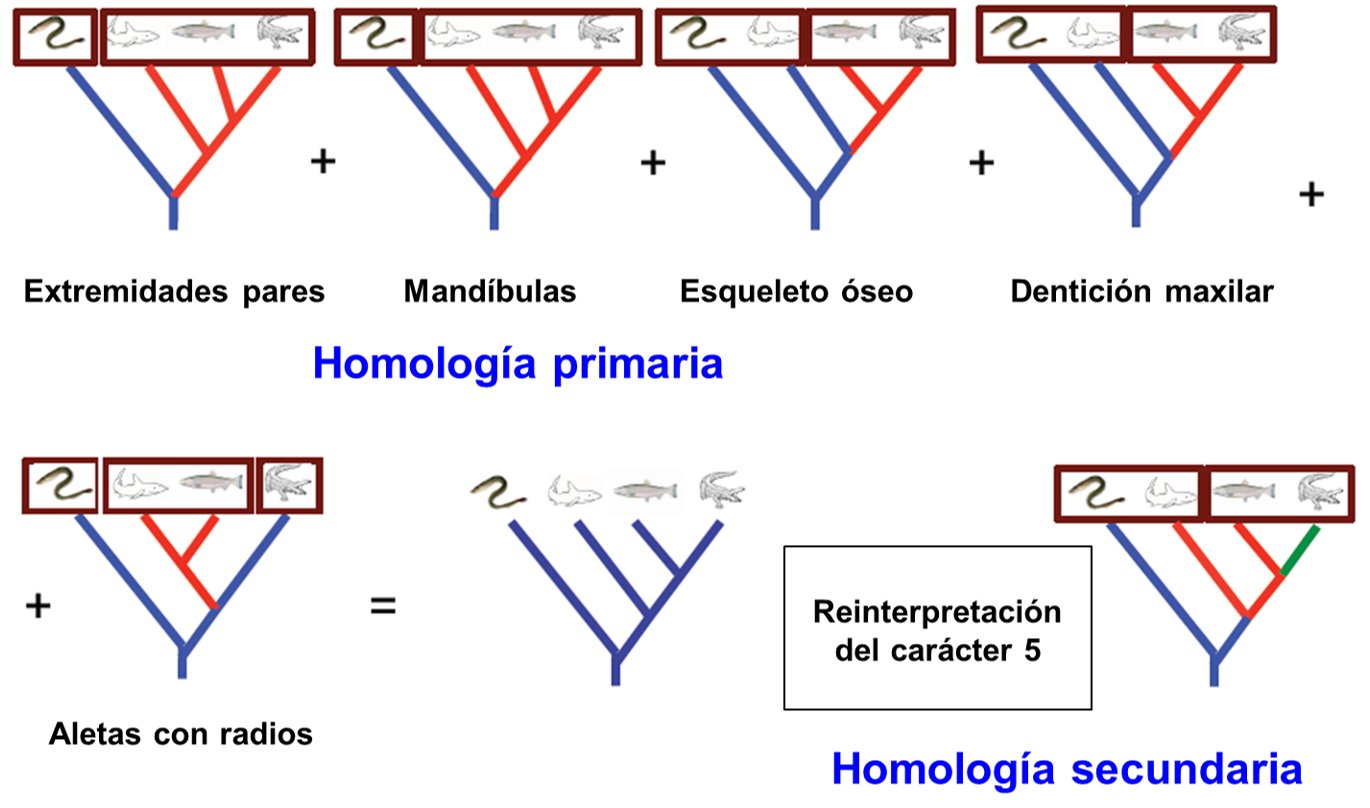 + + + +
Extremidades pares Mandíbulas Esqueleto óseo Dentición maxilar
Homología primaria
+ =
Reinterpretación
del carácter 5
Aletas con radios
Homología secundaria